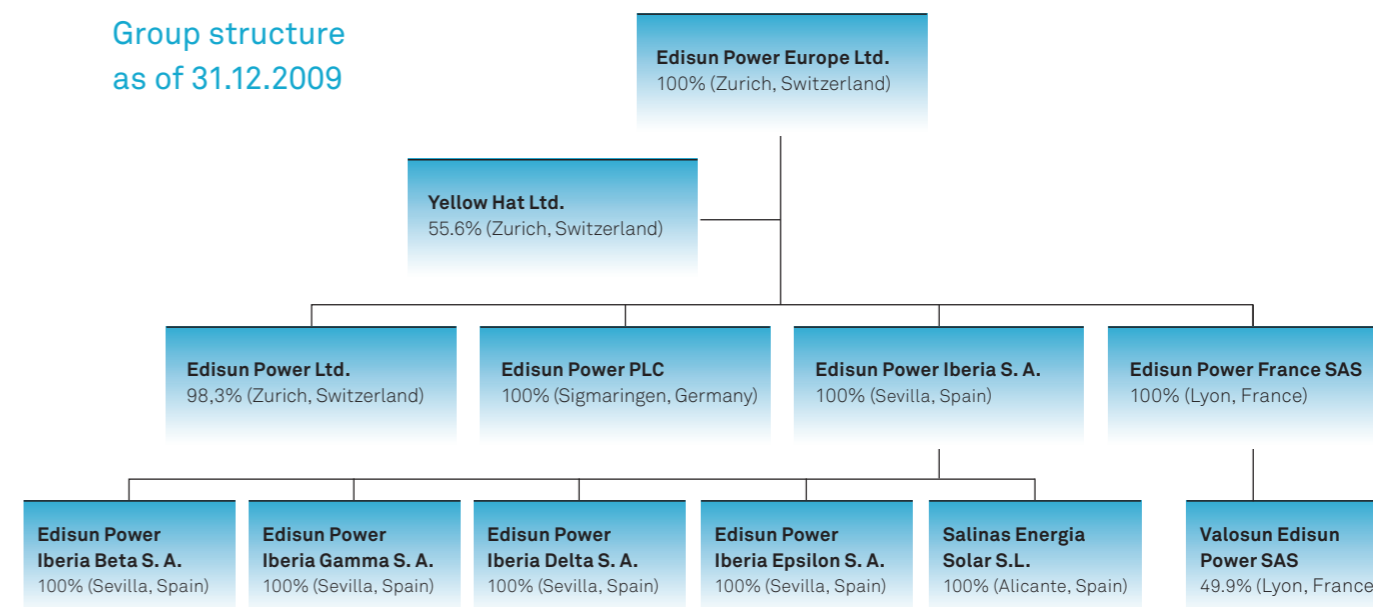 Group structure
as of 31.12.2009
Edisun Power Europe Ltd.
100% (Zurich, Switzerland)
Yellow Hat Ltd.
55.6% (Zurich, Switzerland)
Edisun Power Ltd.
98,3% (Zurich, Switzerland)
Edisun Power PLC
100% (Sigmaringen, Germany)
Edisun Power Iberia S. A.
100% (Sevilla, Spain)
Edisun Power France SAS
100% (Lyon, France)
Edisun Power
Iberia Beta S. A.
100% (Sevilla, Spain)
Edisun Power
Iberia Gamma S. A.
100% (Sevilla, Spain)
Edisun Power
Iberia Delta S. A.
100% (Sevilla, Spain)
Edisun Power
Iberia Epsilon S. A.
100% (Sevilla, Spain)
Salinas Energia
Solar S.L.
100% (Alicante, Spain)
Valosun Edisun
Power SAS
49.9% (Lyon, France